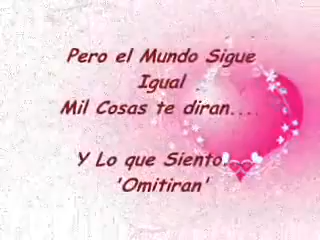 Pero el Mundo Sigue
Igual
Mil Cosas te diran....
Y Lo que Siento..
'Omitiran'